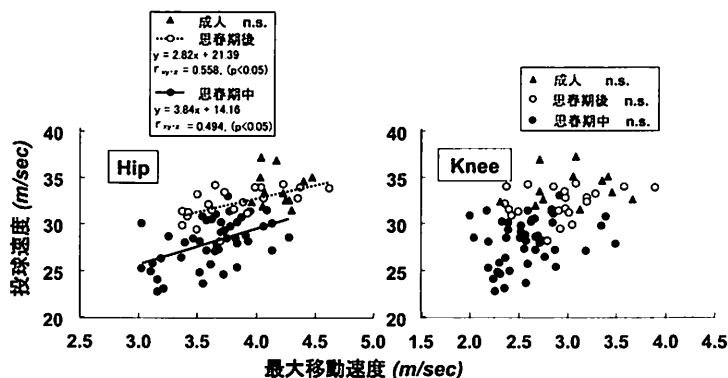 成人 n.s.
思春期後
y = 2.82x + 21.39
r xy·z = 0.558, (p<0.05)
思春期中
y = 3.84x + 14.16
r xy·z = 0.494, (p<0.05)
成人 n.s.
思春期後 n.s.
思春期中 n.s.
Hip
Knee
投球速度 (m/sec)
40
35
30
25
20
40
35
30
25
20
2.5 3.0 3.5 4.0 4.5 5.0
1.5 2.0 2.5 3.0 3.5 4.0 4.5
最大移動速度 (m/sec)